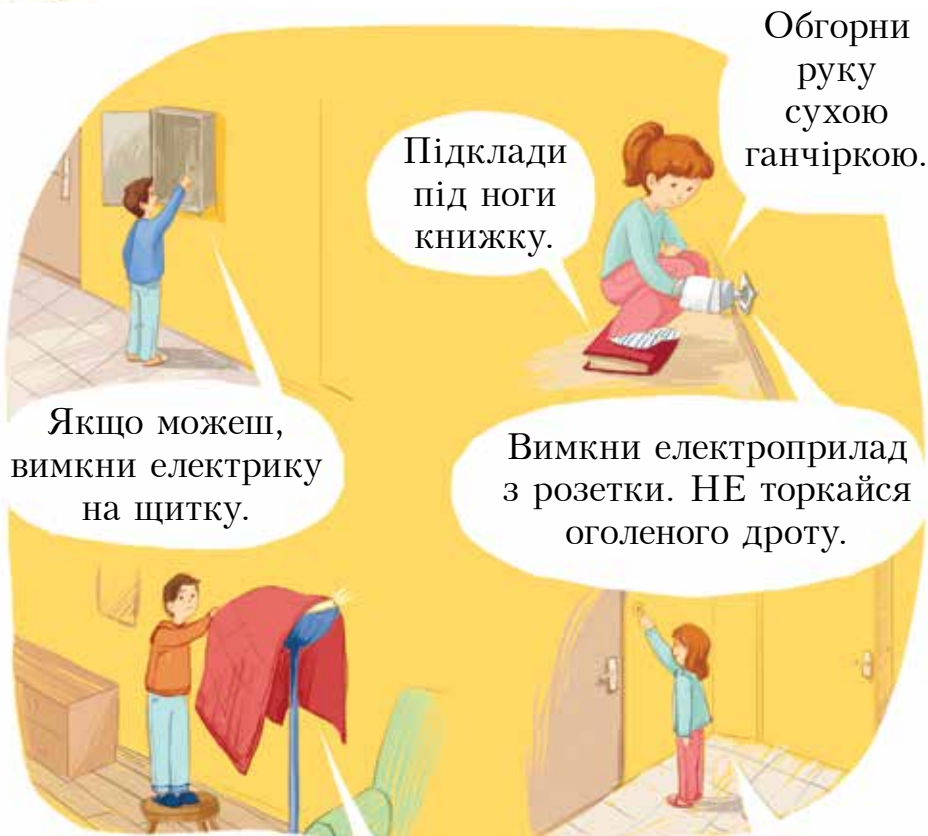 Обгорни
руку
сухою
ганчіркою.
Підклади
під ноги
книжку.
Якщо можеш,
вимкни електрику
на щитку.
Вимкни електроприлад
з розетки. НЕ торкайся
оголеного дроту.